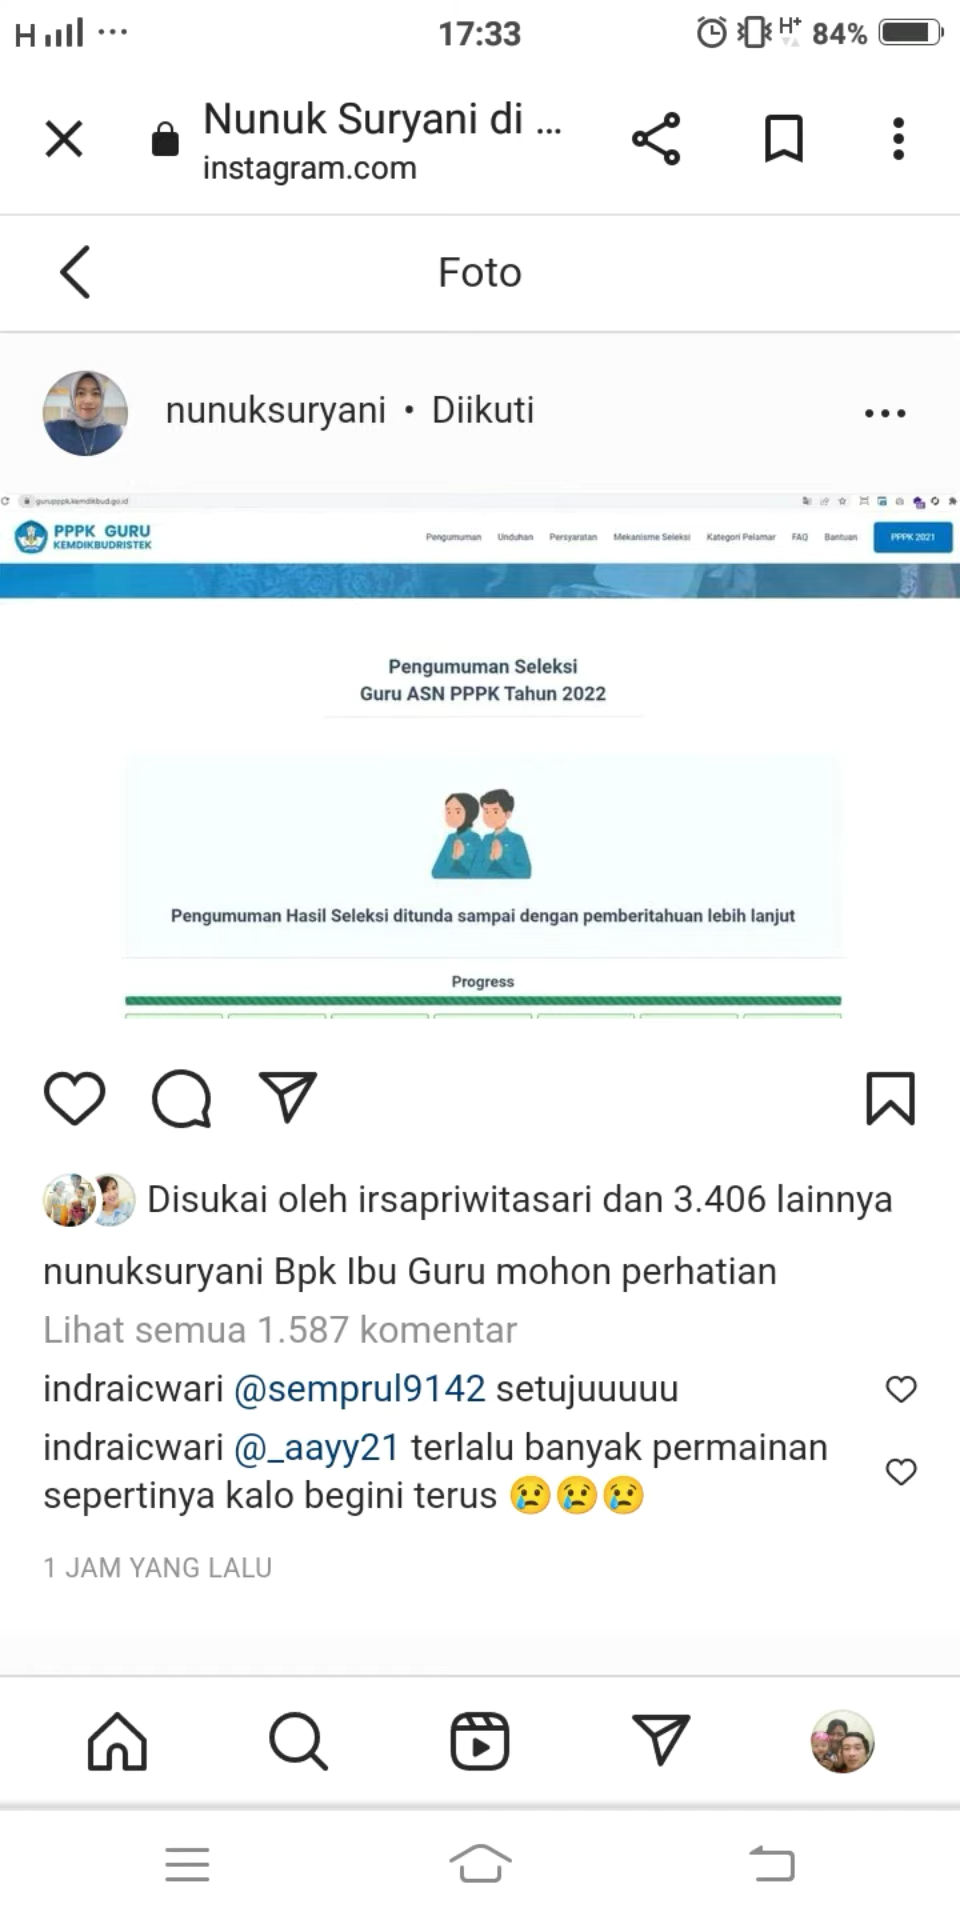 H
17:33
H+
84%
Nunuk Suryani di ...
instagram.com
Foto
nunuksuryani • Diikuti
gurupppk.kemdikbud.go.id
PPPK GURU
KEMDIKBUDRISTEK
Pengumuman Unduhan Persyaratan Mekanisme Seleksi Kategori Pelamar FAQ Bantuan PPPK 2021
Pengumuman Seleksi
Guru ASN PPPK Tahun 2022
Pengumuman Hasil Seleksi ditunda sampai dengan pemberitahuan lebih lanjut
Progress
Disukai oleh irsapriwitasari dan 3.406 lainnya
nunuksuryani Bpk Ibu Guru mohon perhatian
Lihat semua 1.587 komentar
indraicwari @semprul9142 setujuuuuu
indraicwari @_aayy21 terlalu banyak permainan
sepertinya kalo begini terus 😢😢😢
1 JAM YANG LALU